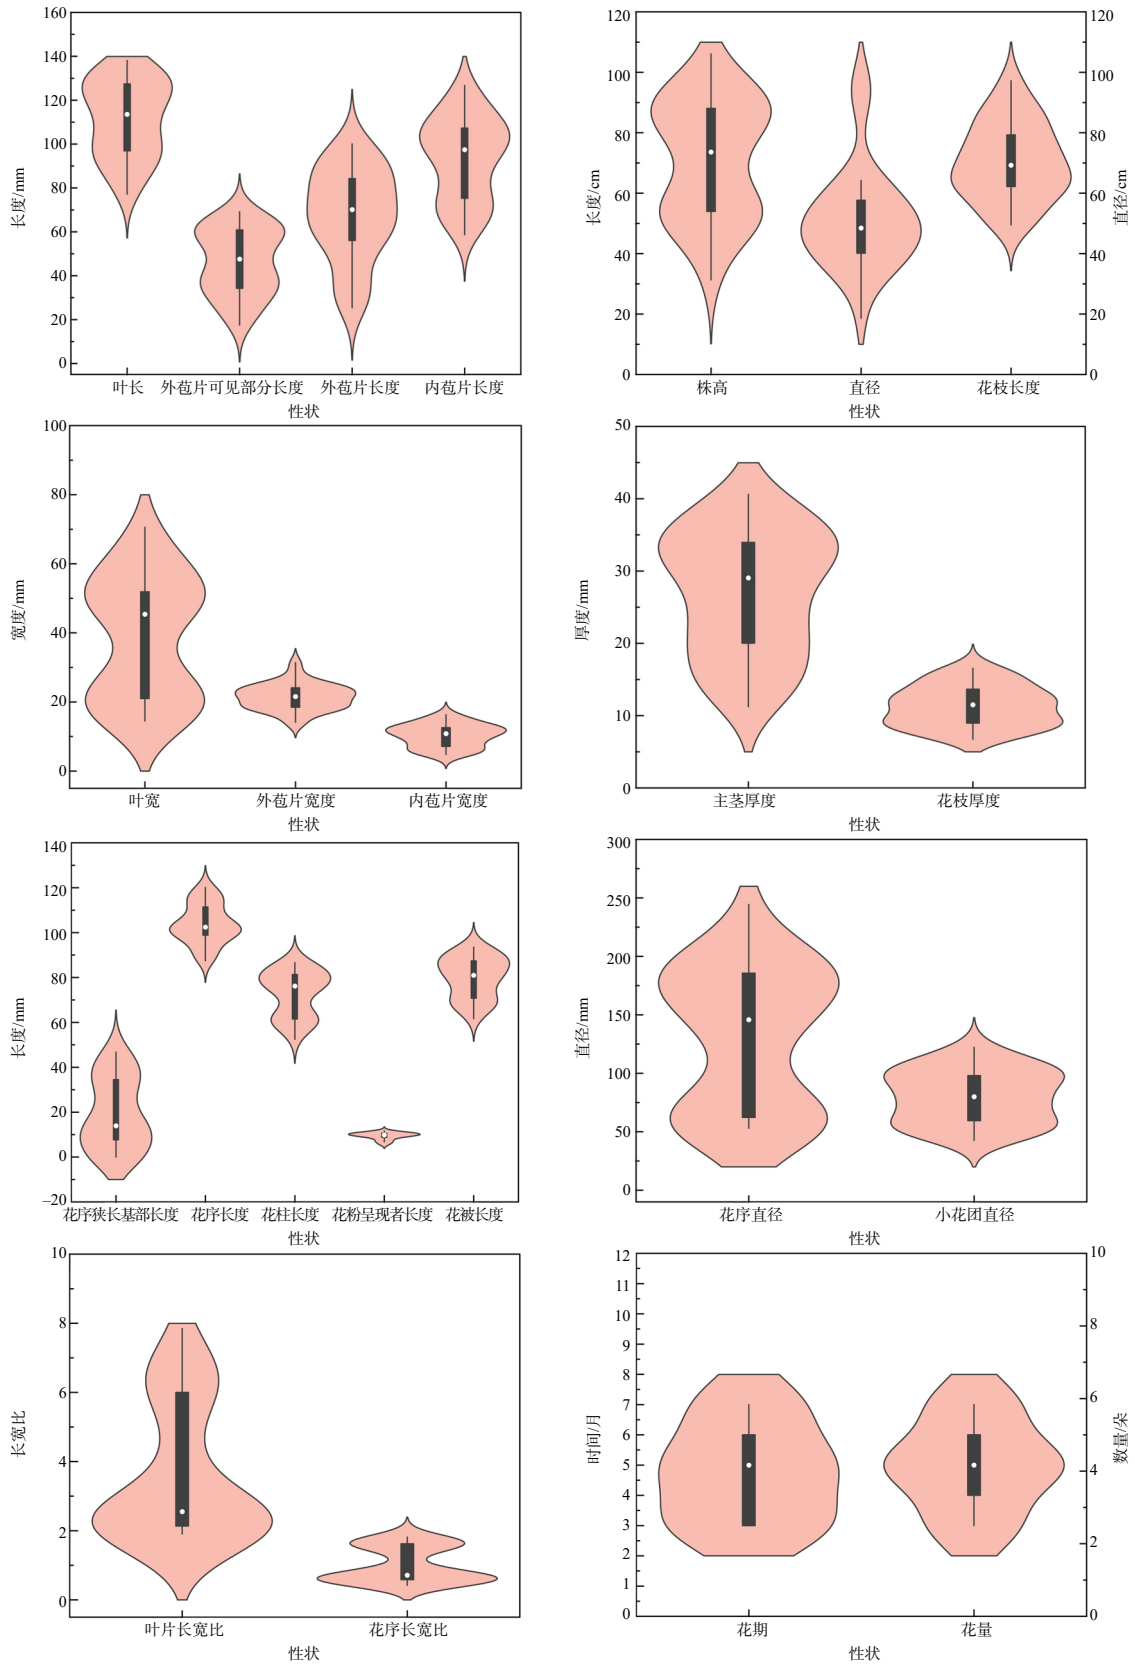 160
140
120
100
80
60
40
20
0
长度/mm
叶长 外苞片可见部分长度 外苞片长度 内苞片长度
性状
120
100
80
60
40
20
0
长度/cm
120
100
80
60
40
20
0
直径/cm
株高 直径 花枝长度
性状
100
80
60
40
20
0
宽度/mm
叶宽 外苞片宽度 内苞片宽度
性状
50
40
30
20
10
0
厚度/mm
主茎厚度 花枝厚度
性状
140
120
100
80
60
40
20
0
–20
长度/mm
花序狭长基部长度 花序长度 花柱长度 花粉呈现者长度 花被长度
性状
300
250
200
150
100
50
0
直径/mm
花序直径 小花团直径
性状
10
8
6
4
2
0
长宽比
叶片长宽比 花序长宽比
性状
12
11
10
9
8
7
6
5
4
3
2
1
0
时间/月
10
8
6
4
2
0
数量/朵
花期 花量
性状